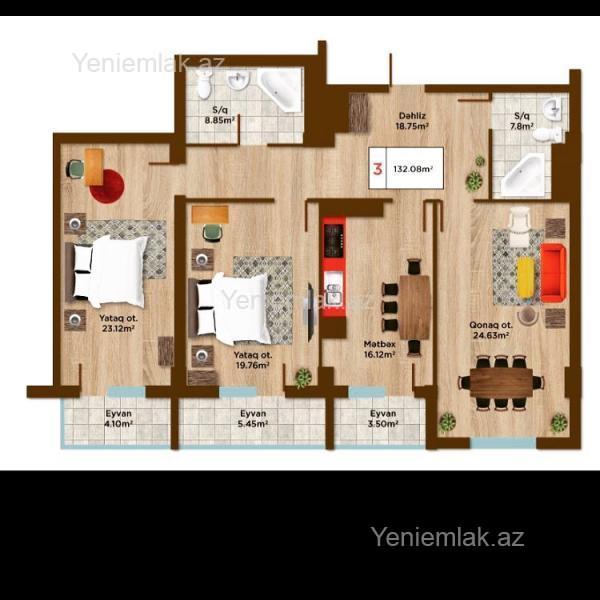 Yeniemlak.az
S/q
8.85m²
Dəhliz
18.75m²
S/q
7.8m²
3
132.08m²
Yeniemlak.az
Yataq ot.
23.12m²
Yataq ot.
19.76m²
Mətbəx
16.12m²
Qonaq ot.
24.63m²
Eyvan
4.10m²
Eyvan
5.45m²
Eyvan
3.50m²
Yeniemlak.az